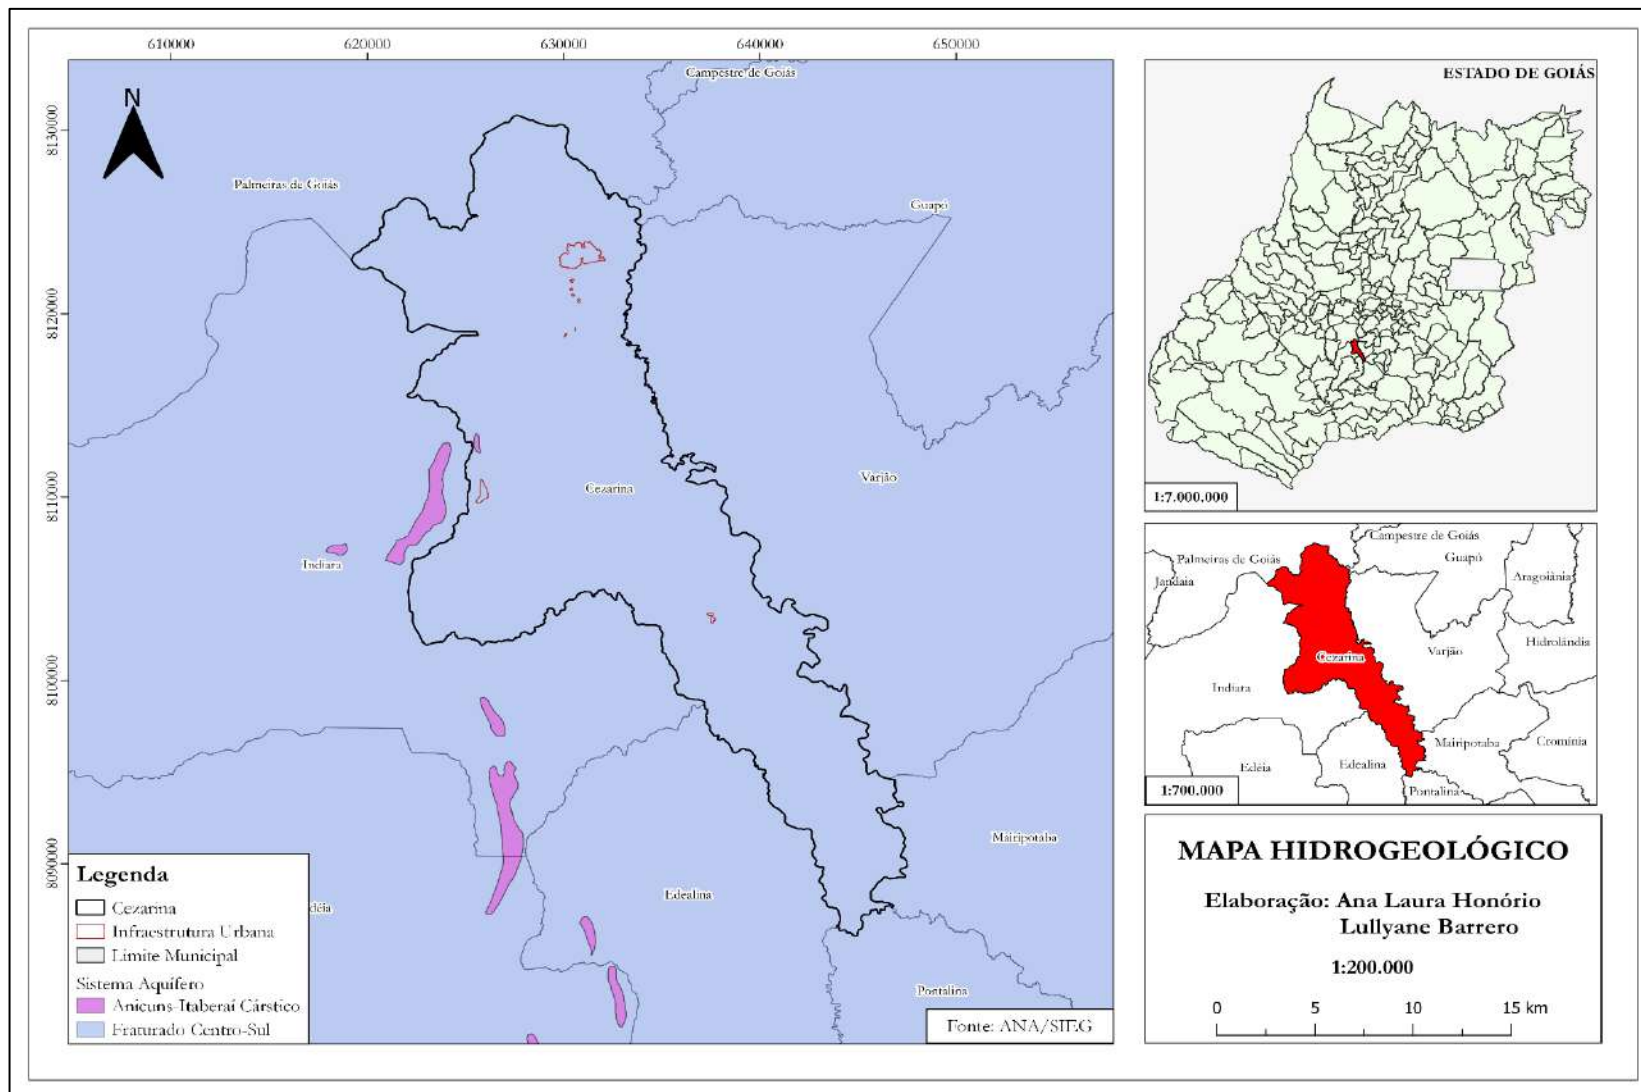 610000
620000
630000
640000
650000
8130000
8120000
8110000
8100000
8090000
N
Campestre de Goiás
Palmeiras de Goiás
Guapó
Cezarina
Varjão
Indiara
Mairipotaba
Edealina
Pontalina
déia
Legenda
Cezarina
Infraestrutura Urbana
Limite Municipal
Sistema Aquífero
Anicuns-Itaberaí Cárstico
Fraturado Centro-Sul
Fonte: ANA/SIEG
ESTADO DE GOIÁS
1:7.000.000
Campestre de Goiás
Palmeiras de Goiás
Guapó
Jandaia
Aragoiânia
Hidrolândia
Varjão
Cezarina
Indiara
Mairipotaba
Cromínia
Edéia
Edealina
Pontalina
1:700.000
MAPA HIDROGEOLÓGICO
Elaboração: Ana Laura Honório
Lullyane Barrero
1:200.000
0 5 10 15 km